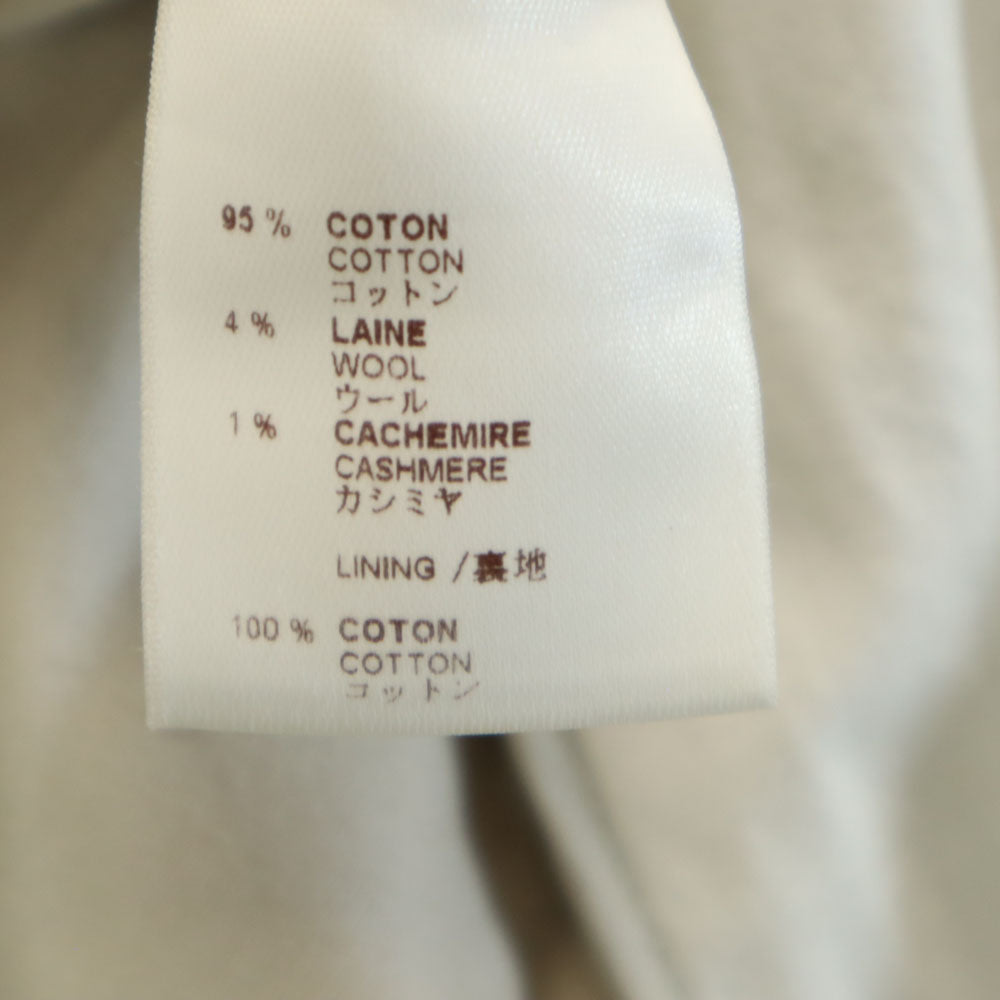 95 % COTON
COTTON
コットン
4 % LAINE
WOOL
ウール
1 % CACHEMIRE
CASHMERE
カシミヤ
LINING /裏地
100 % COTON
COTTON
コットン